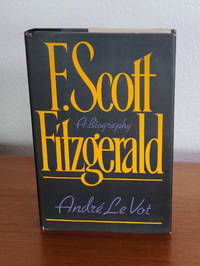 F. Scott
A Biography
Fitzgerald
André Le Vot